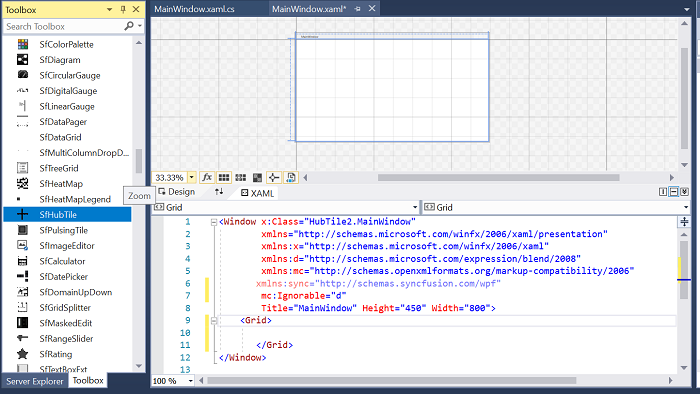 Toolbox
Search Toolbox
SfColorPalette
SfDiagram
SfCircularGauge
SfDigitalGauge
SfLinearGauge
SfDataPager
SfDataGrid
SfMultiColumnDropD...
SfTreeGrid
SfHeatMap
SfHeatMapLegend
SfHubTile
SfPulsingTile
SfImageEditor
SfCalculator
SfDatePicker
SfDomainUpDown
SfGridSplitter
SfMaskedEdit
SfRangeSlider
SfRating
SfTextBoxExt
Server Explorer Toolbox
Zoom
MainWindow.xaml.cs MainWindow.xaml*
MainWindow
33.33% fx
Design XAML
Grid Grid
1 <Window x:Class="HubTile2.MainWindow"
2 xmlns="http://schemas.microsoft.com/winfx/2006/xaml/presentation"
3 xmlns:x="http://schemas.microsoft.com/winfx/2006/xaml"
4 xmlns:d="http://schemas.microsoft.com/expression/blend/2008"
5 xmlns:mc="http://schemas.openxmlformats.org/markup-compatibility/2006"
6 xmlns:sync="http://schemas.syncfusion.com/wpf"
7 mc:Ignorable="d"
8 Title="MainWindow" Height="450" Width="800">
9 <Grid>
10
11 </Grid>
12 </Window>
100 %